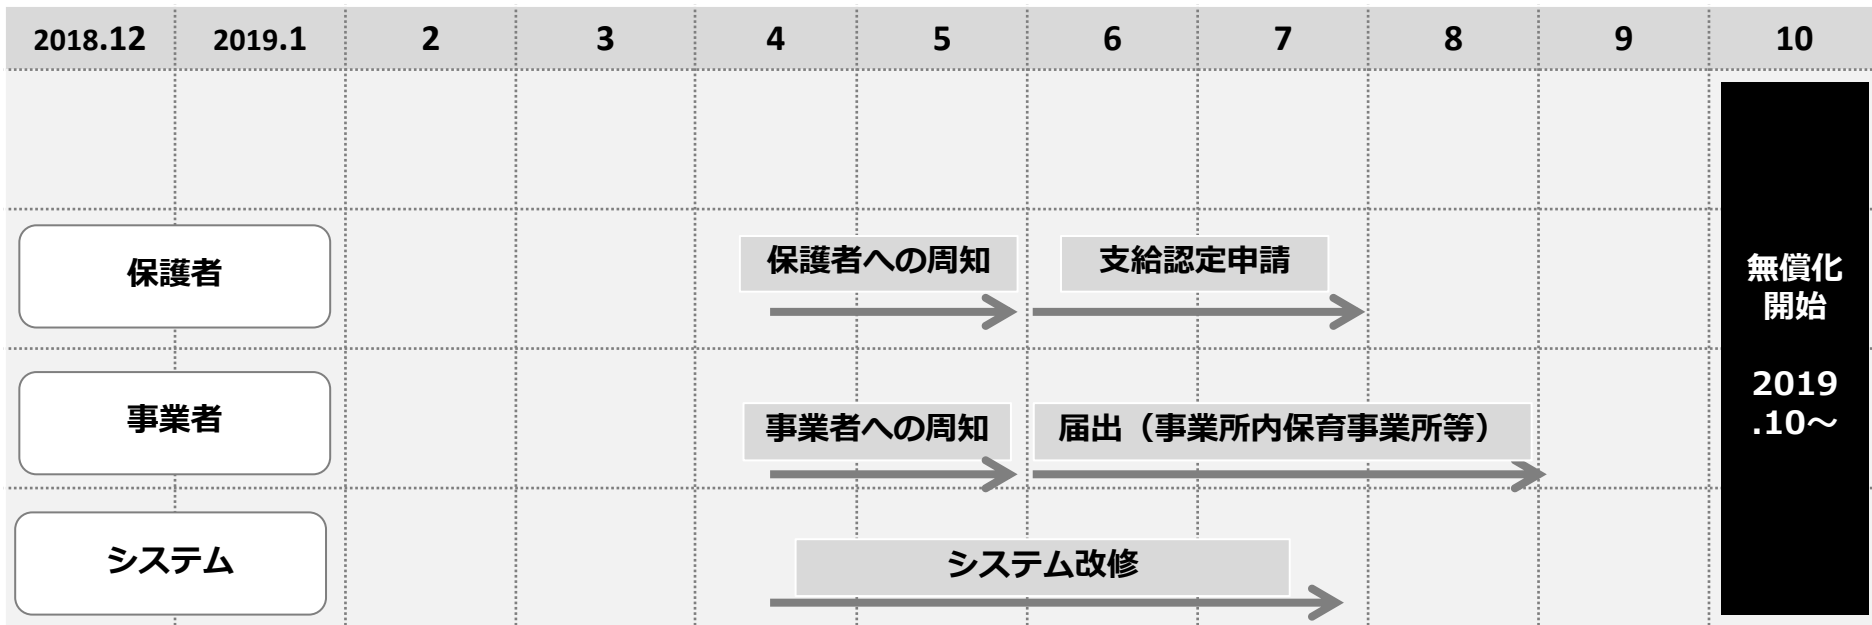 2018.12 2019.1 2 3 4 5 6 7 8 9 10
保護者
保護者への周知
支給認定申請
事業者
事業者への周知
届出（事業所内保育事業所等）
システム
システム改修
無償化
開始
2019
.10～